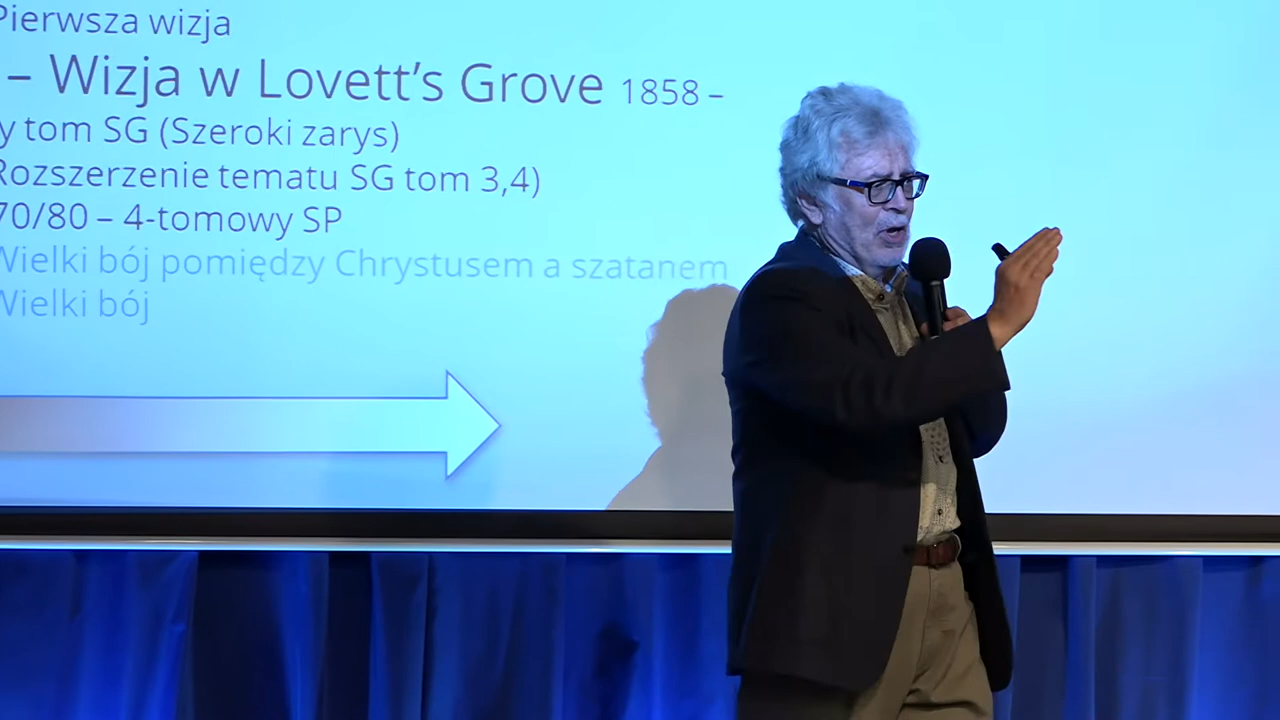 Pierwsza wizja
– Wizja w Lovett’s Grove 1858 –
y tom SG (Szeroki zarys)
Rozszerzenie tematu SG tom 3,4)
70/80 – 4-tomowy SP
Wielki bój pomiędzy Chrystusem a szatanem
Wielki bój